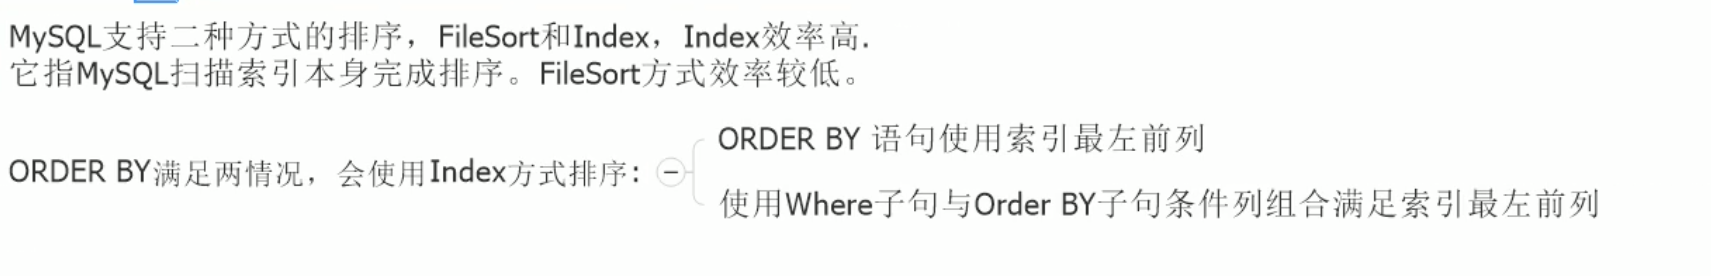 MySQL支持二种方式的排序，FileSort和Index，Index效率高.
它指MySQL扫描索引本身完成排序。FileSort方式效率较低。
ORDER BY满足两情况，会使用Index方式排序：
ORDER BY 语句使用索引最左前列
使用Where子句与Order BY子句条件列组合满足索引最左前列